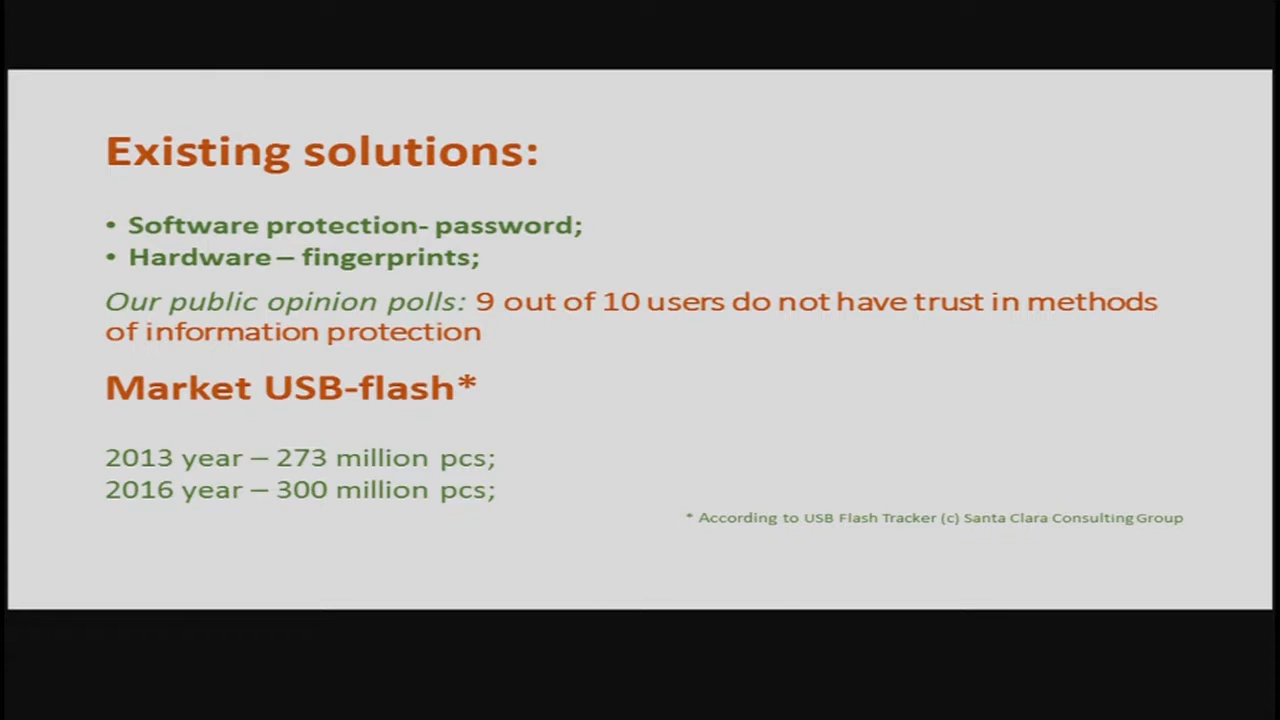 Existing solutions:
• Software protection- password;
• Hardware – fingerprints;
Our public opinion polls: 9 out of 10 users do not have trust in methods
of information protection
Market USB-flash*
2013 year – 273 million pcs;
2016 year – 300 million pcs;
* According to USB Flash Tracker (c) Santa Clara Consulting Group